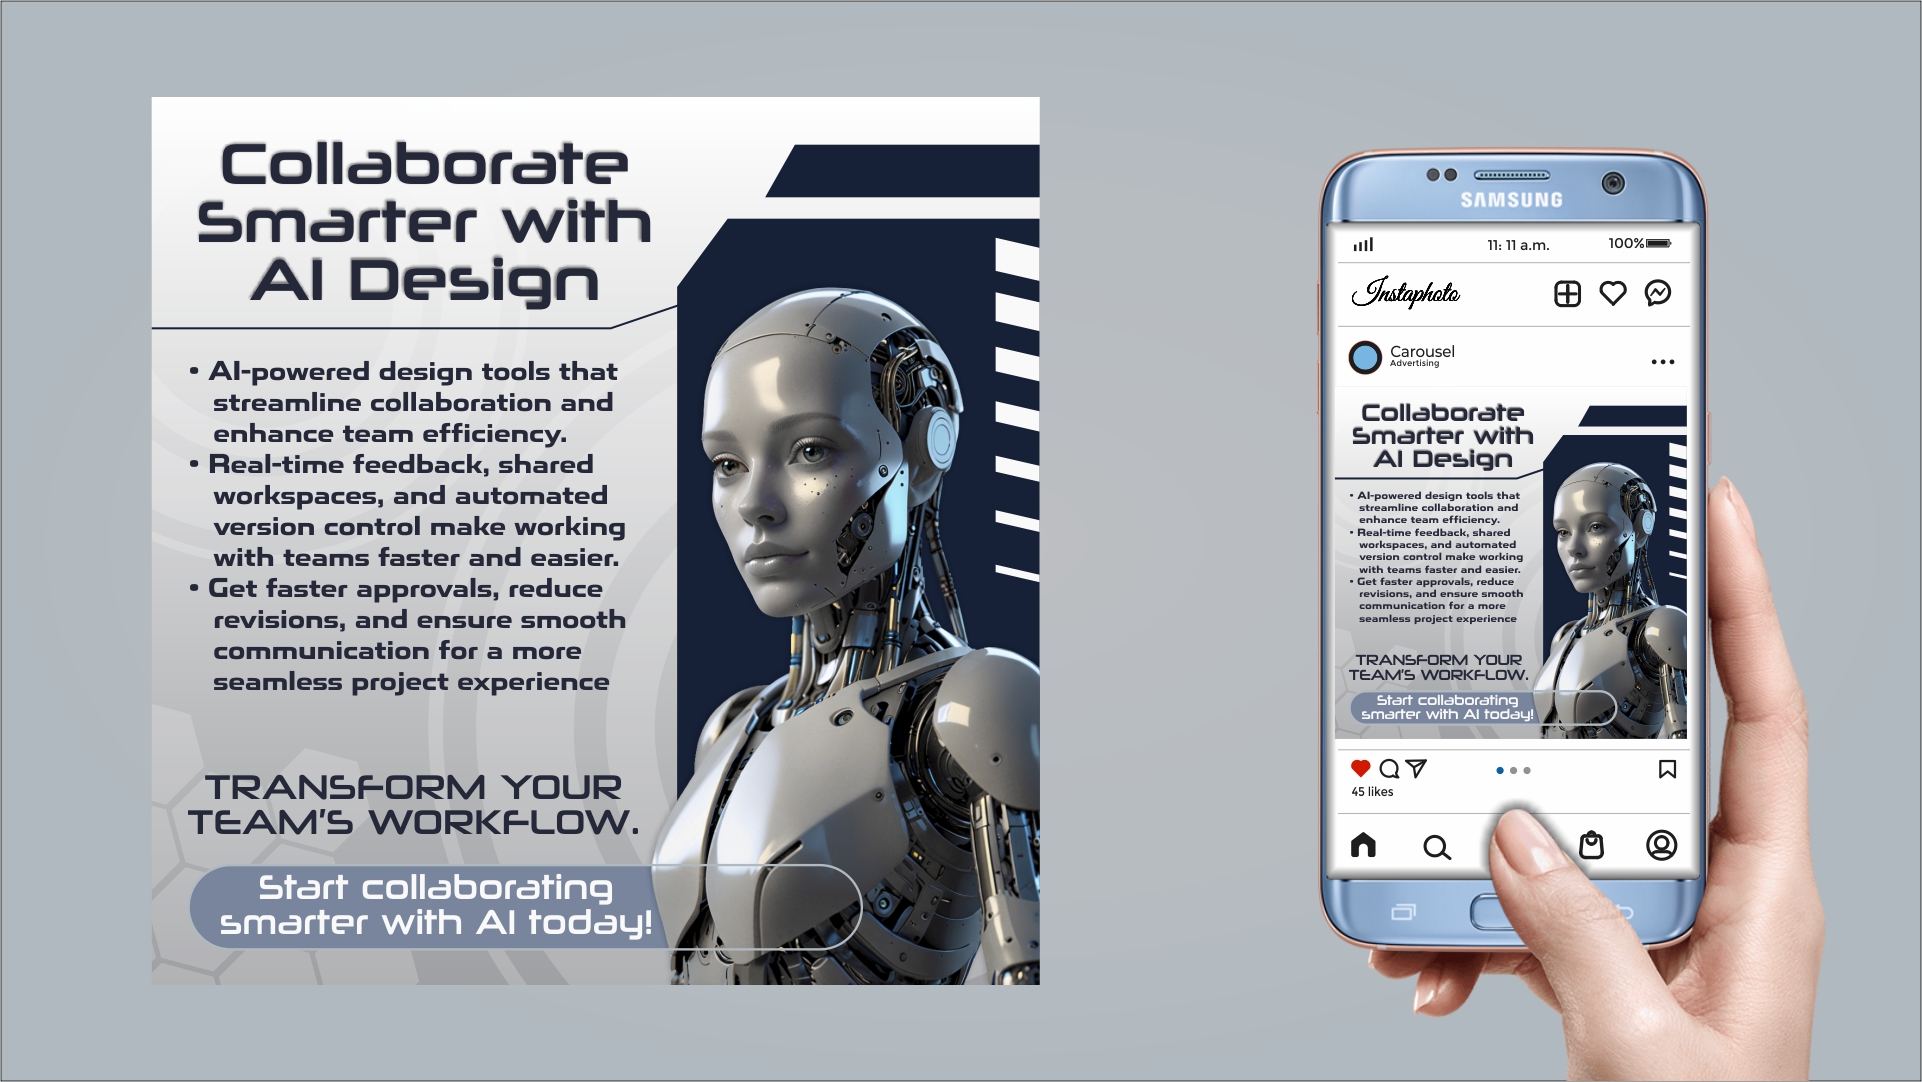 Collaborate
Smarter with
AI Design
• AI-powered design tools that
streamline collaboration and
enhance team efficiency.
• Real-time feedback, shared
workspaces, and automated
version control make working
with teams faster and easier.
• Get faster approvals, reduce
revisions, and ensure smooth
communication for a more
seamless project experience
TRANSFORM YOUR
TEAM'S WORKFLOW.
Start collaborating
smarter with AI today!
SAMSUNG
11: 11 a.m.
100%
Instaphoto
Carousel
Advertising
Collaborate
Smarter with
AI Design
• AI-powered design tools that
streamline collaboration and
enhance team efficiency.
• Real-time feedback, shared
workspaces, and automated
version control make working
with teams faster and easier.
• Get faster approvals, reduce
revisions, and ensure smooth
communication for a more
seamless project experience
TRANSFORM YOUR
TEAM'S WORKFLOW.
Start collaborating
smarter with AI today!
45 likes